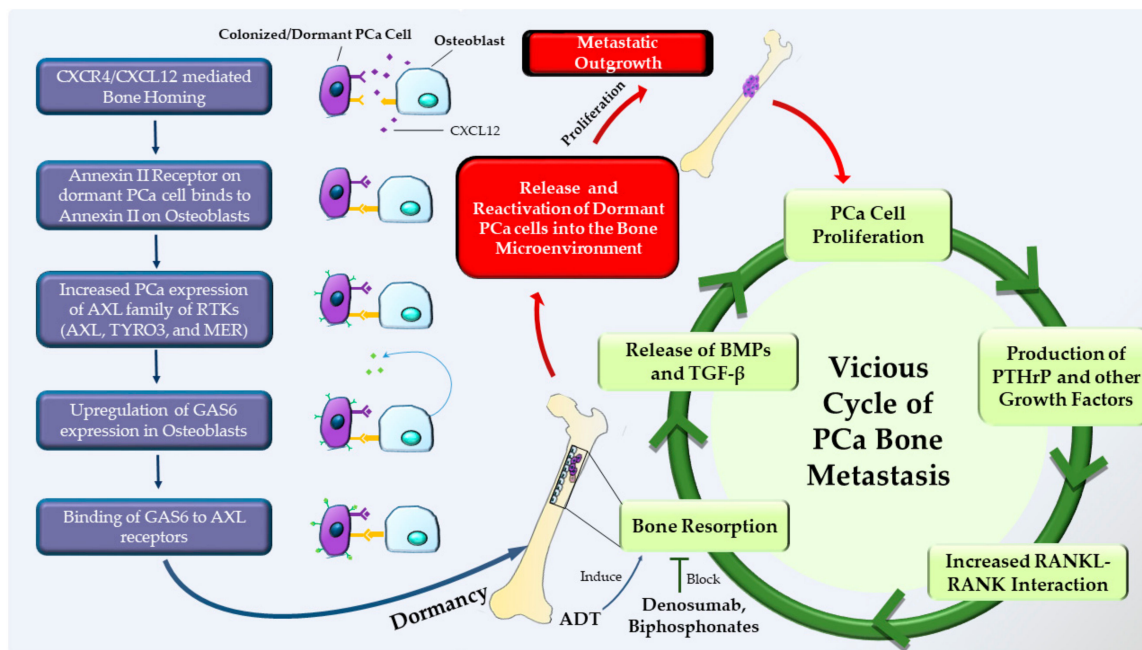 CXCR4/CXCL12 mediated
Bone Homing
Annexin II Receptor on
dormant PCa cell binds to
Annexin II on Osteoblasts
Increased PCa expression
of AXL family of RTKs
(AXL, TYRO3, and MER)
Upregulation of GAS6
expression in Osteoblasts
Binding of GAS6 to AXL
receptors
Colonized/Dormant PCa Cell
Osteoblast
CXCL12
Dormancy
Metastatic
Outgrowth
Proliferation
Release and
Reactivation of Dormant
PCa cells into the Bone
Microenvironment
PCa Cell
Proliferation
Production of
PTHrP and other
Growth Factors
Increased RANKL-
RANK Interaction
Bone Resorption
Release of BMPs
and TGF-β
Vicious
Cycle of
PCa Bone
Metastasis
Induce
ADT
Block
Denosumab,
Biphosphonates